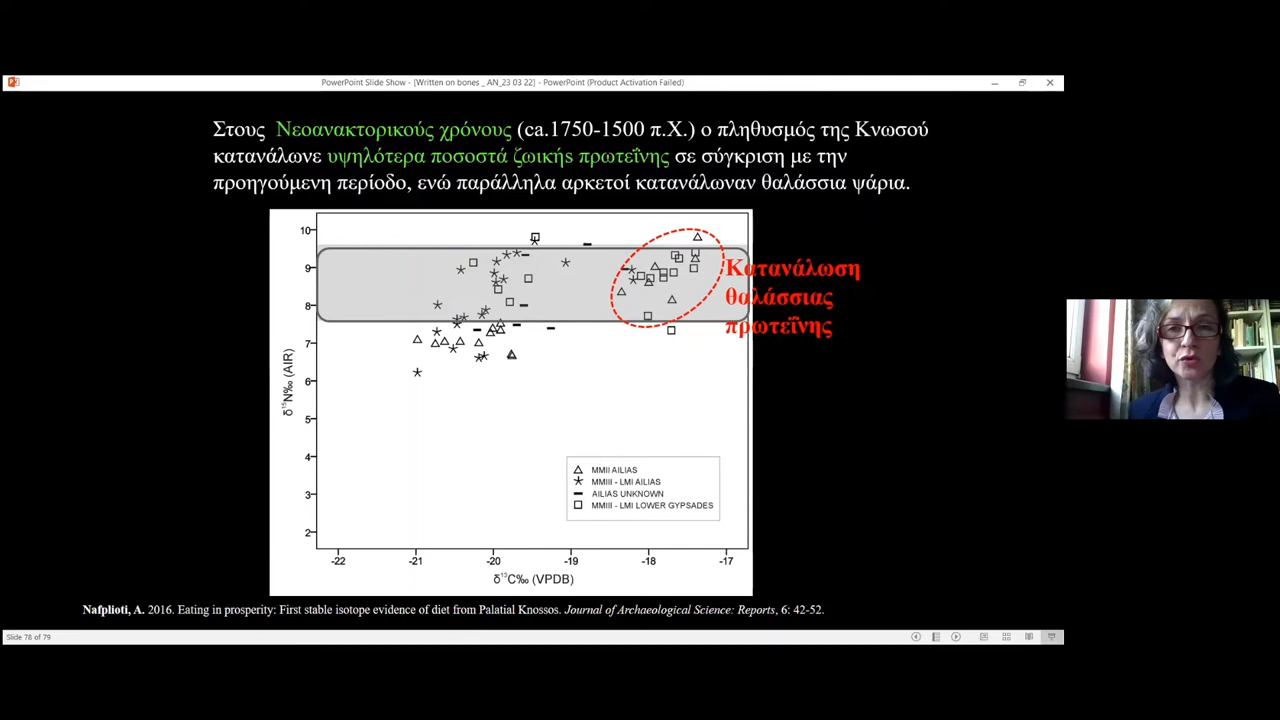 PowerPoint Slide Show - [Written on bones _ AN_23 03 22] - PowerPoint (Product Activation Failed)
Στους Νεοανακτορικούς χρόνους (ca.1750-1500 π.Χ.) ο πληθυσμός της Κνωσού
κατανάλωνε υψηλότερα ποσοστά ζωικήs πρωτεΐνης σε σύγκριση με την
προηγούμενη περίοδο, ενώ παράλληλα αρκετοί κατανάλωναν θαλάσσια ψάρια.
10
9
8
7
6
5
4
3
2
δ15N‰ (AIR)
Κατανάλωση
θαλάσσιας
πρωτεΐνης
MMII AILIAS
MMIII - LMI AILIAS
AILIAS UNKNOWN
MMIII - LMI LOWER GYPSADES
-22 -21 -20 -19 -18 -17
δ13C‰ (VPDB)
Nafplioti, A. 2016. Eating in prosperity: First stable isotope evidence of diet from Palatial Knossos. Journal of Archaeological Science: Reports, 6: 42-52.
Slide 78 of 79